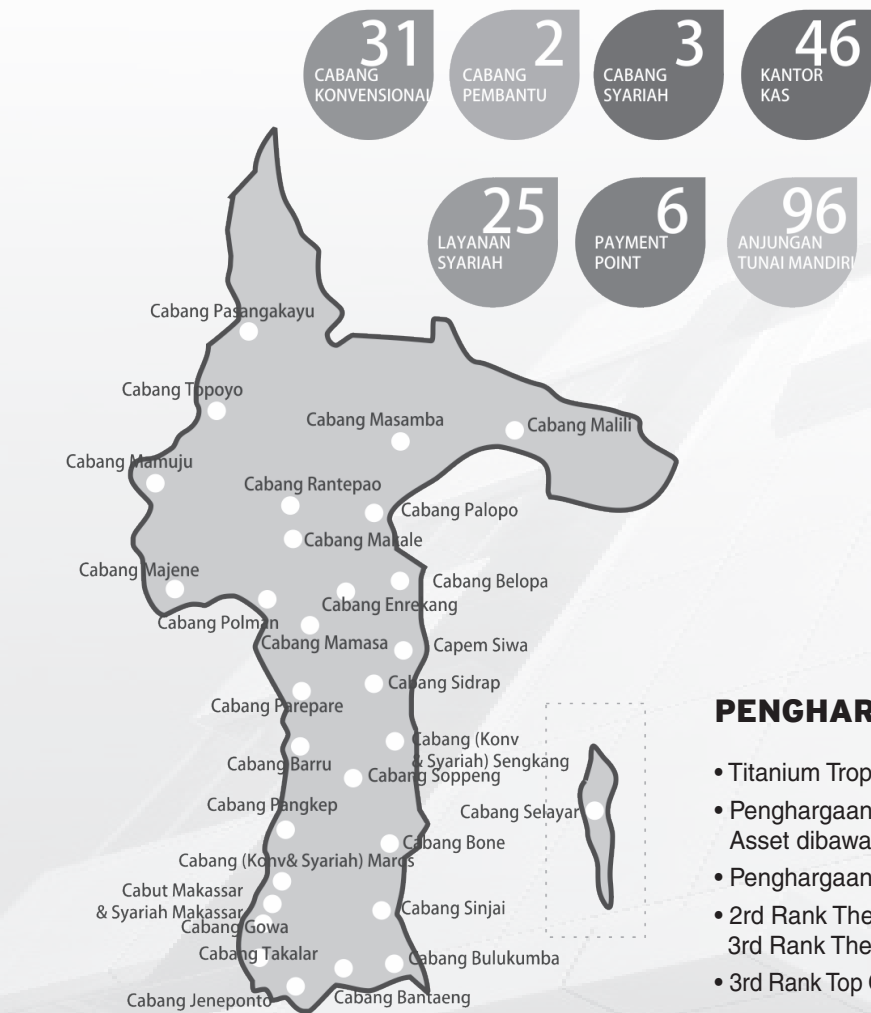 31
CABANG
KONVENSIONAL
2
CABANG
PEMBANTU
3
CABANG
SYARIAH
46
KANTOR
KAS
25
LAYANAN
SYARIAH
6
PAYMENT
POINT
96
ANJUNGAN
TUNAI MANDIRI
Cabang Pasangakayu
Cabang Topoyo
Cabang Masamba
Cabang Malili
Cabang Mamuju
Cabang Rantepao
Cabang Palopo
Cabang Makale
Cabang Majene
Cabang Belopa
Cabang Enrekang
Cabang Polman
Cabang Mamasa
Capem Siwa
Cabang Sidrap
Cabang Parepare
Cabang (Konv
& Syariah) Sengkang
Cabang Barru
Cabang Soppeng
Cabang Pangkep
Cabang Selayar
Cabang Bone
Cabang (Konv& Syariah) Maros
Cabut Makassar
& Syariah Makassar
Cabang Sinjai
Cabang Gowa
Cabang Takalar
Cabang Bulukumba
Cabang Jeneponto
Cabang Bantaeng
PENGHAR
• Titanium Trop
• Penghargaan
Asset dibawa
• Penghargaan
• 2rd Rank The
3rd Rank The
• 3rd Rank Top